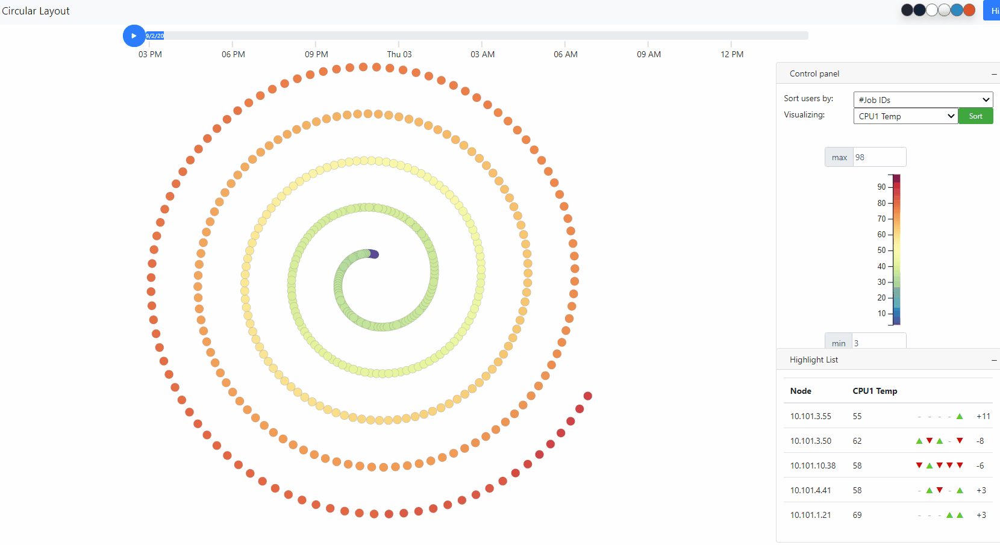 Circular Layout
Hi
9/2/20
03 PM 06 PM 09 PM Thu 03 03 AM 06 AM 09 AM 12 PM
Control panel
Sort users by: #Job IDs
Visualizing: CPU1 Temp Sort
max 98
90
80
70
60
50
40
30
20
10
min 3
Highlight List
Node CPU1 Temp
10.101.3.55 55 - - - - ▲ +11
10.101.3.50 62 ▲ ▼ ▲ - ▼ -8
10.101.10.38 58 ▼ ▲ ▼ ▼ ▼ -6
10.101.4.41 58 - ▲ ▼ - ▲ +3
10.101.1.21 69 - - - ▲ ▲ +3